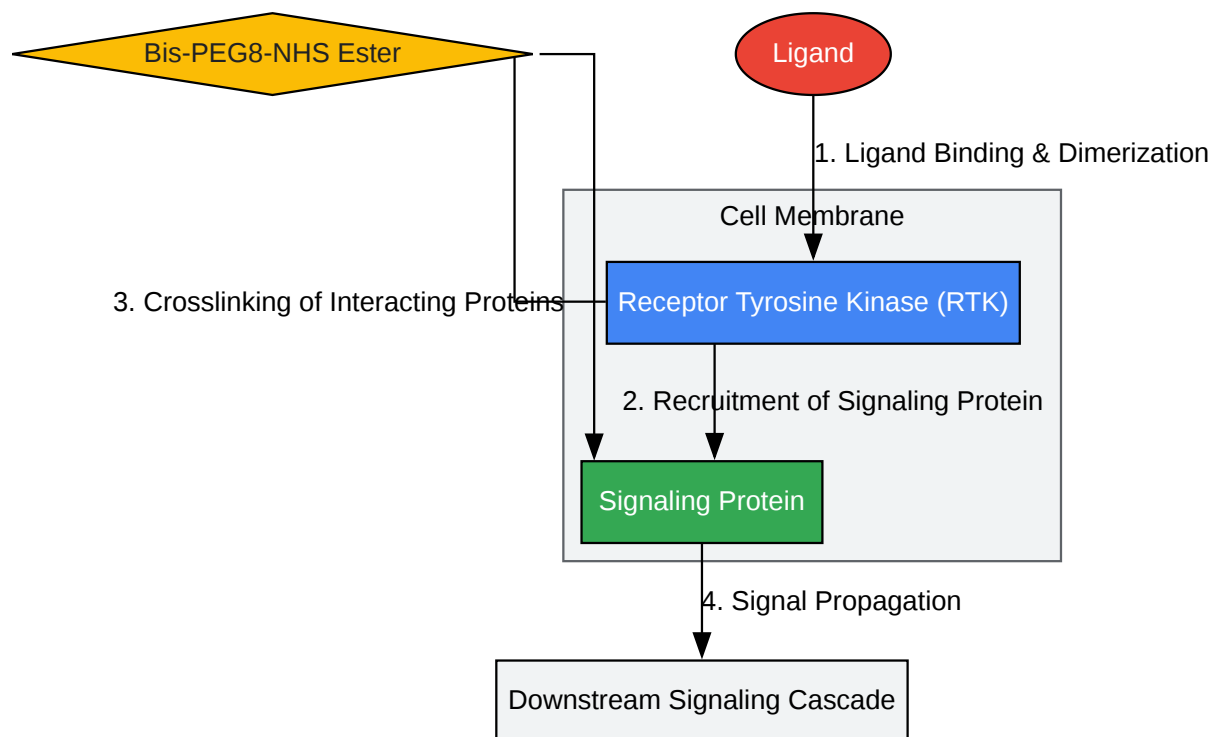 Bis-PEG8-NHS Ester
Ligand
1. Ligand Binding & Dimerization
Cell Membrane
3. Crosslinking of Interacting Proteins
Receptor Tyrosine Kinase (RTK)
2. Recruitment of Signaling Protein
Signaling Protein
4. Signal Propagation
Downstream Signaling Cascade